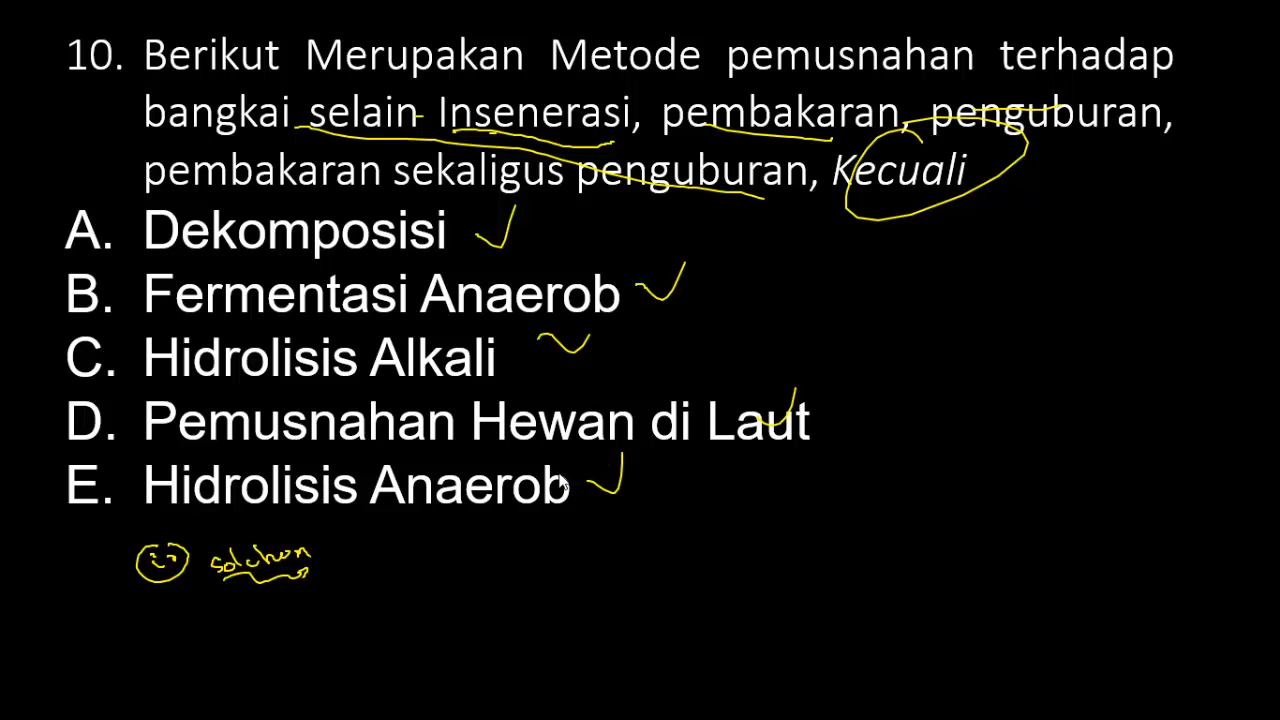 10. Berikut Merupakan Metode pemusnahan terhadap
bangkai selain Insenerasi, pembakaran, penguburan,
pembakaran sekaligus penguburan, Kecuali
A. Dekomposisi
B. Fermentasi Anaerob
C. Hidrolisis Alkali
D. Pemusnahan Hewan di Laut
E. Hidrolisis Anaerob